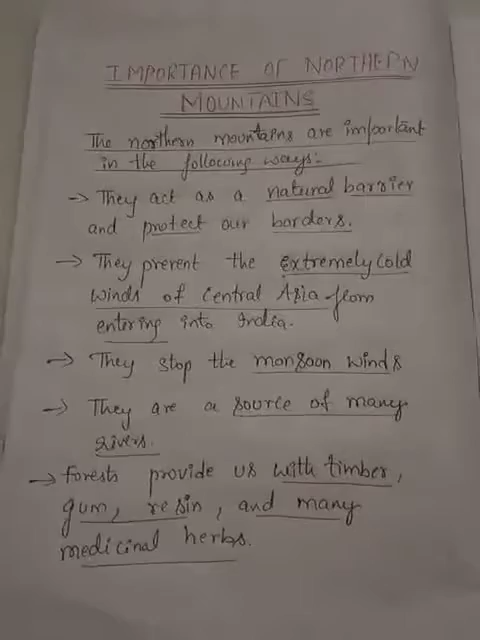 IMPORTANCE OF NORTHERN
MOUNTAINS
The northern mountains are important
in the following ways:
→ They act as a natural barrier
and protect our borders.
→ They prevent the extremely cold
winds of Central Asia from
entering into India.
→ They stop the monsoon winds
→ They are a source of many
rivers.
→ Forests provide us with timber,
gum, resin, and many
medicinal herbs.